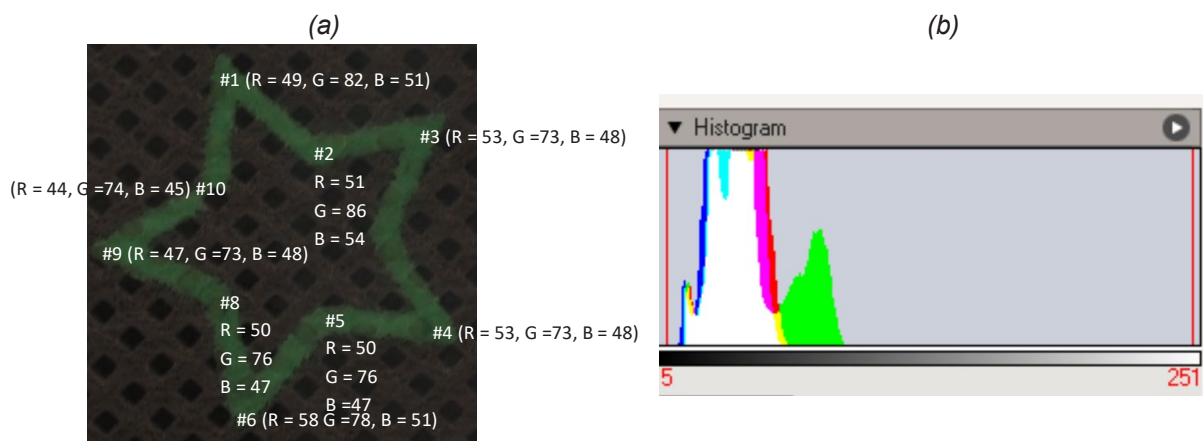 (a)
(b)
#1 (R = 49, G = 82, B = 51)
#3 (R = 53, G =73, B = 48)
#2
R = 51
G = 86
B = 54
(R = 44, G =74, B = 45) #10
#9 (R = 47, G =73, B = 48)
#8
R = 50
G = 76
B = 47
#5
R = 50
G = 76
B =47
#4 (R = 53, G =73, B = 48)
#6 (R = 58 G =78, B = 51)
Histogram
5
251